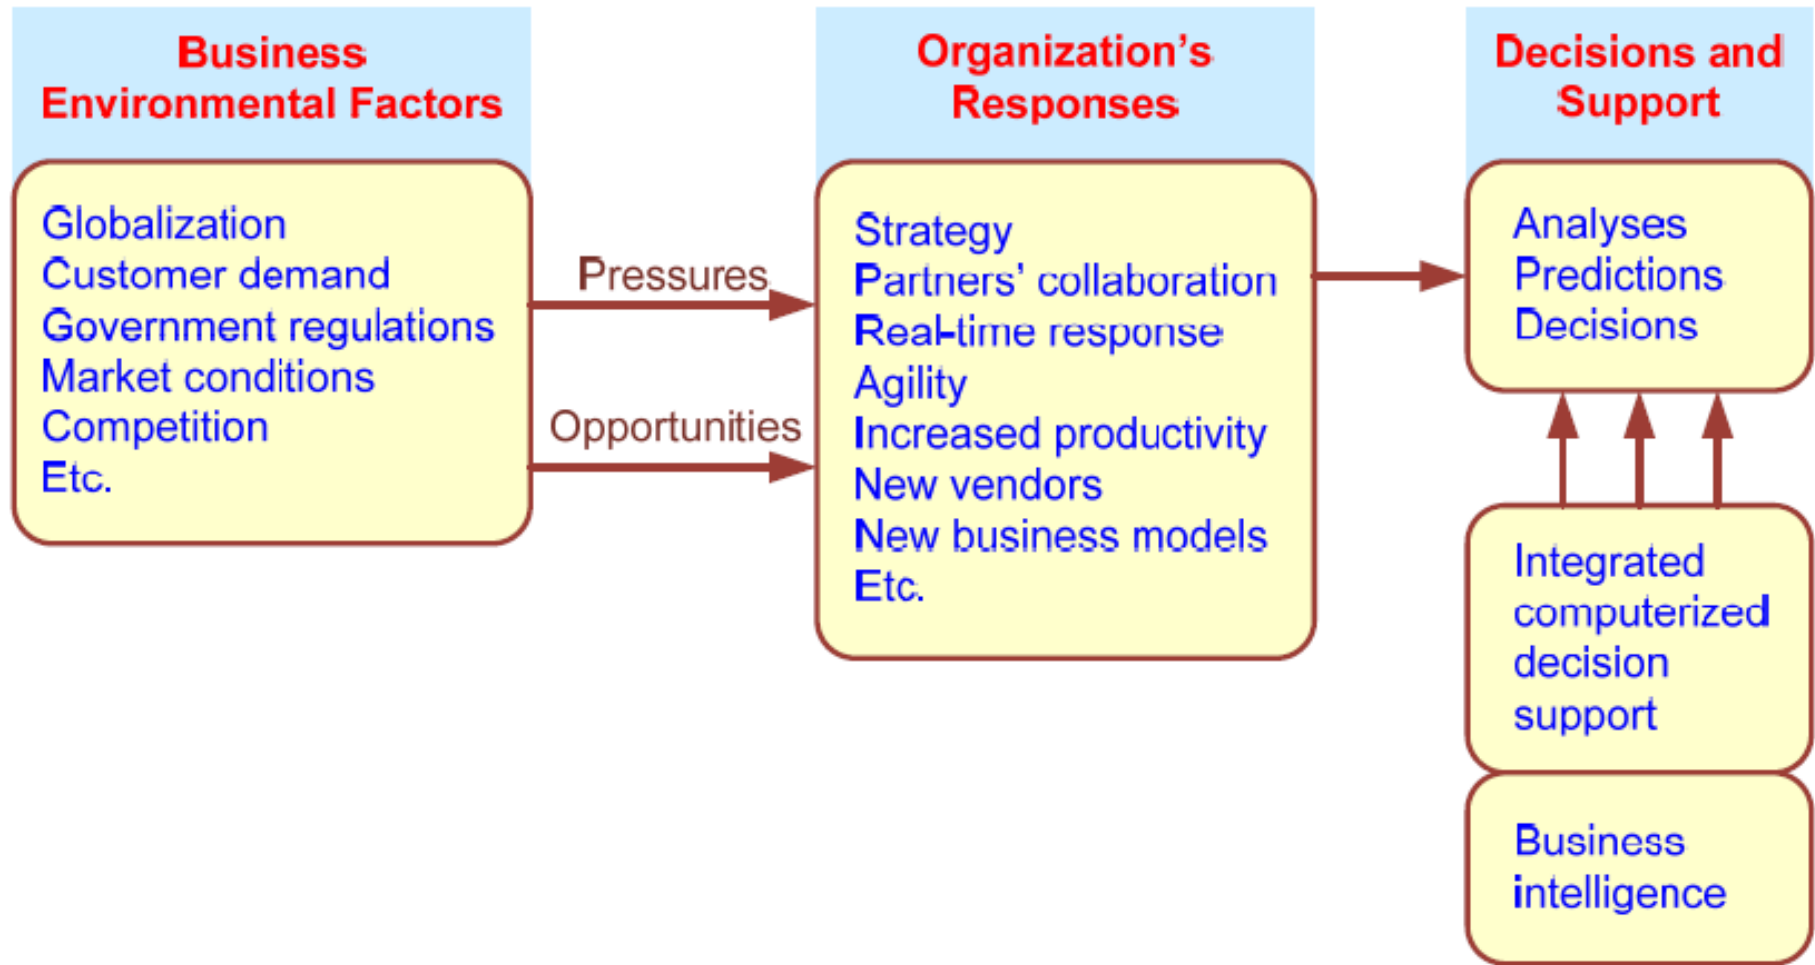 Business
Environmental Factors
Globalization
Customer demand
Government regulations
Market conditions
Competition
Etc.
Pressures
Opportunities
Organization's
Responses
Strategy
Partners' collaboration
Real-time response
Agility
Increased productivity
New vendors
New business models
Etc.
Decisions and
Support
Analyses
Predictions
Decisions
Integrated
computerized
decision
support
Business
intelligence